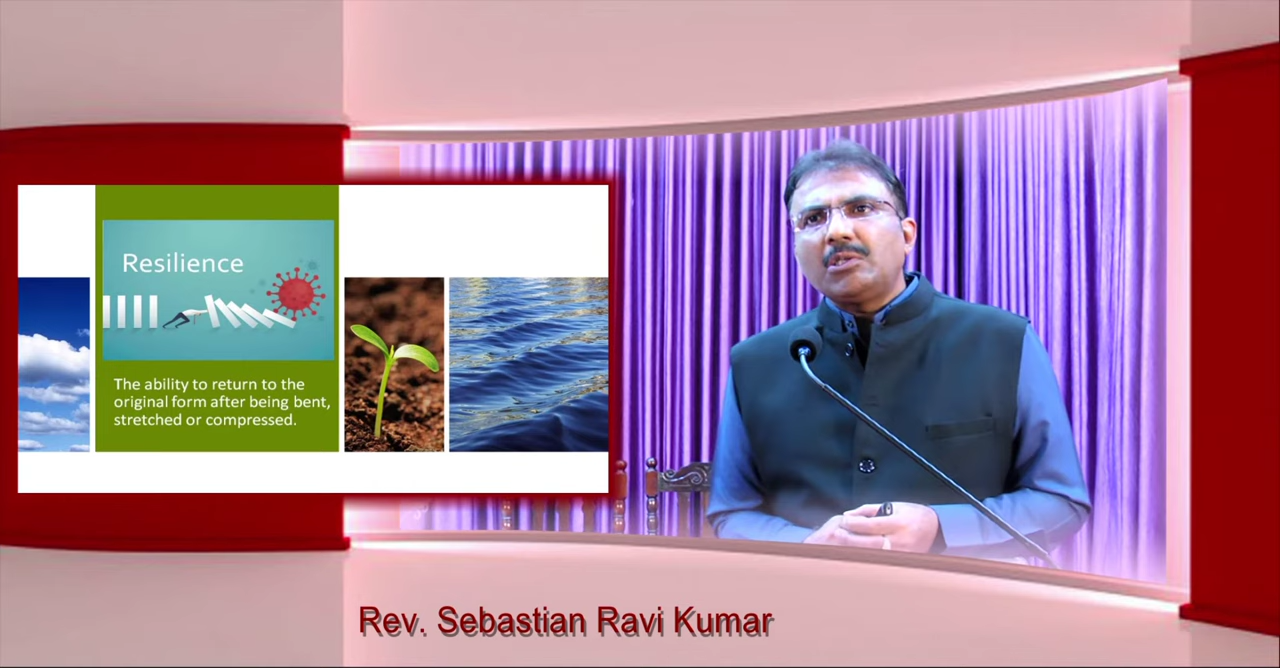 Resilience
The ability to return to the
original form after being bent,
stretched or compressed.
Rev. Sebastian Ravi Kumar